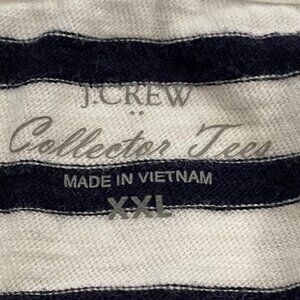 J.CREW
Collector Tees
MADE IN VIETNAM
XXL